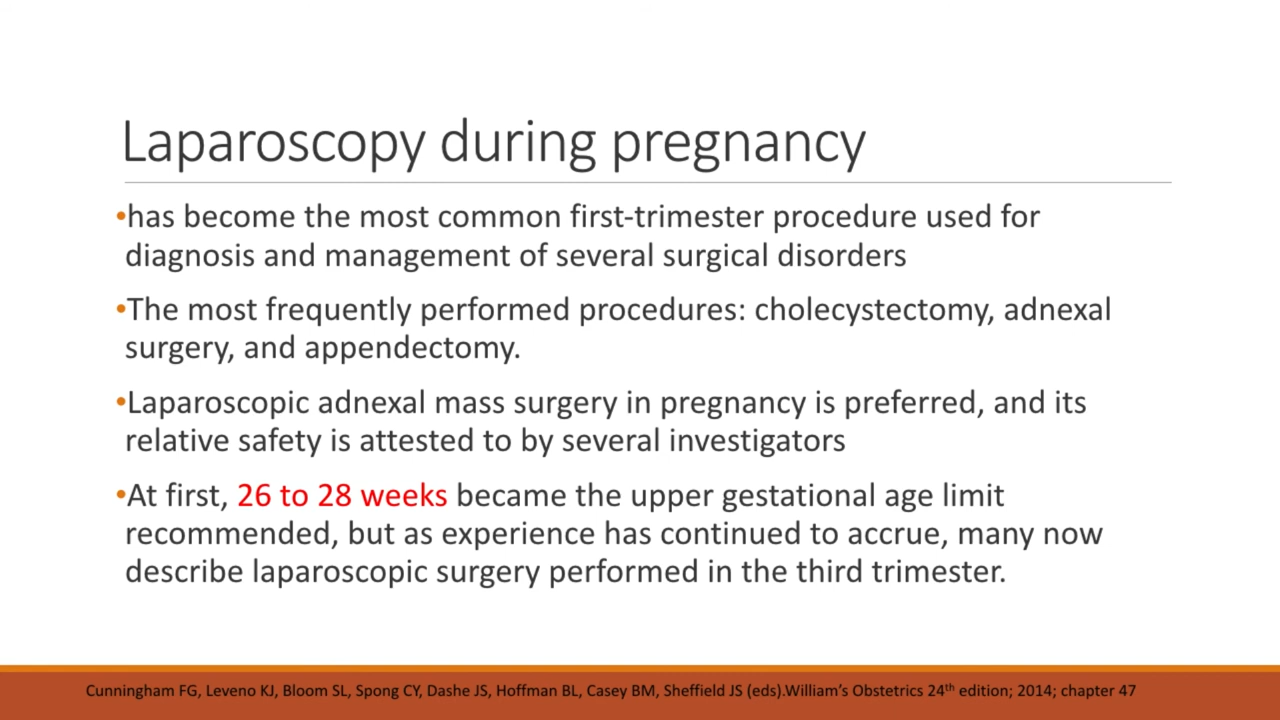 Laparoscopy during pregnancy
•has become the most common first-trimester procedure used for
diagnosis and management of several surgical disorders
•The most frequently performed procedures: cholecystectomy, adnexal
surgery, and appendectomy.
•Laparoscopic adnexal mass surgery in pregnancy is preferred, and its
relative safety is attested to by several investigators
•At first, 26 to 28 weeks became the upper gestational age limit
recommended, but as experience has continued to accrue, many now
describe laparoscopic surgery performed in the third trimester.
Cunningham FG, Leveno KJ, Bloom SL, Spong CY, Dashe JS, Hoffman BL, Casey BM, Sheffield JS (eds).William’s Obstetrics 24th edition; 2014; chapter 47